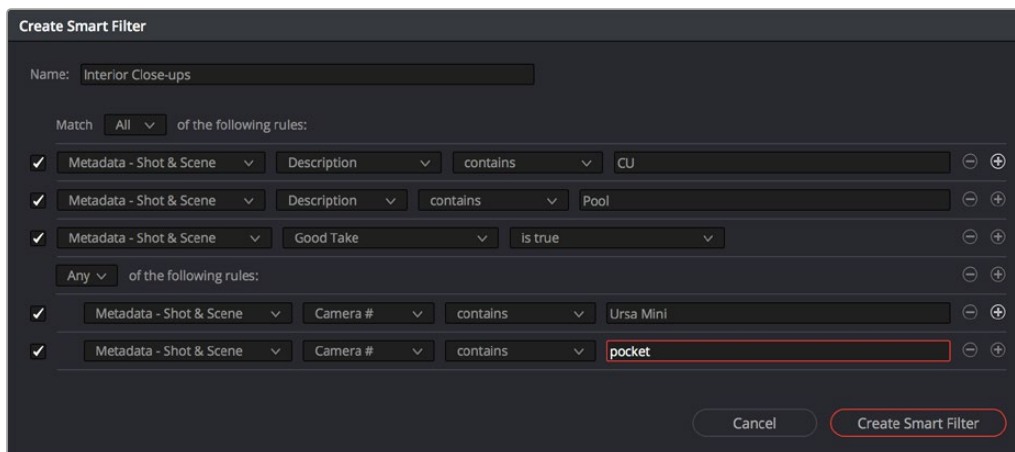 Create Smart Filter
Name: Interior Close-ups
Match All of the following rules:
Metadata - Shot & Scene Description contains CU
Metadata - Shot & Scene Description contains Pool
Metadata - Shot & Scene Good Take is true
Any of the following rules:
Metadata - Shot & Scene Camera # contains Ursa Mini
Metadata - Shot & Scene Camera # contains pocket
Cancel Create Smart Filter